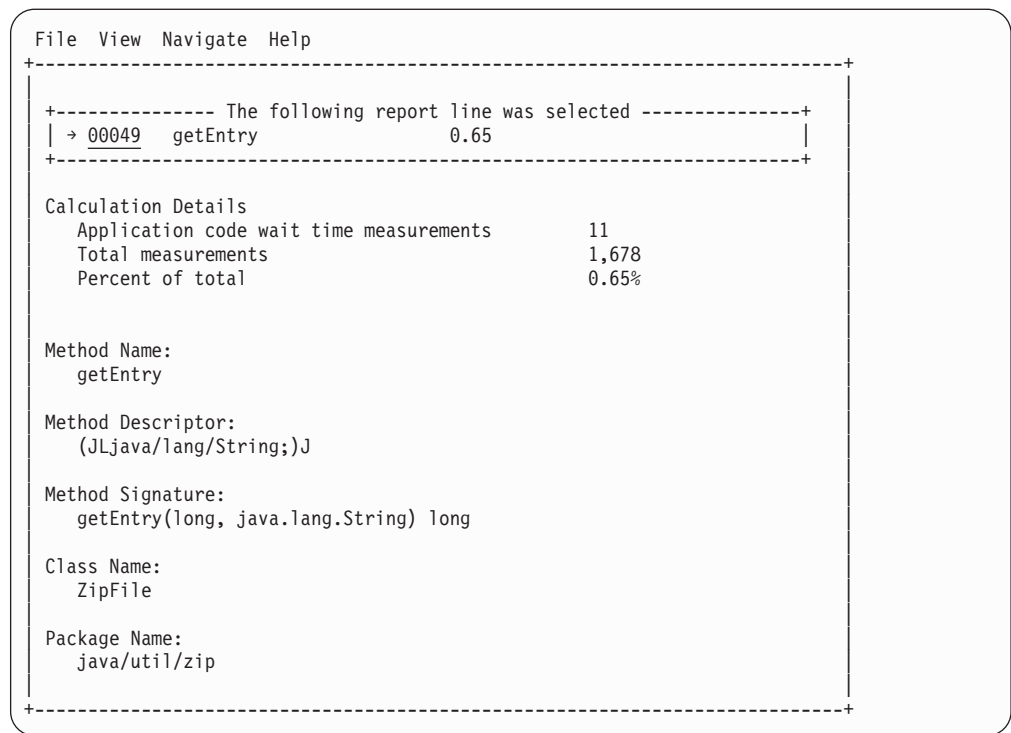 File View Navigate Help
+---------------------------------------------------------------------------+
+--------------- The following report line was selected ---------------+
| → 00049 getEntry 0.65 |
+----------------------------------------------------------------------+
Calculation Details
Application code wait time measurements 11
Total measurements 1,678
Percent of total 0.65%
Method Name:
getEntry
Method Descriptor:
(JLjava/lang/String;)J
Method Signature:
getEntry(long, java.lang.String) long
Class Name:
ZipFile
Package Name:
java/util/zip
+---------------------------------------------------------------------------+